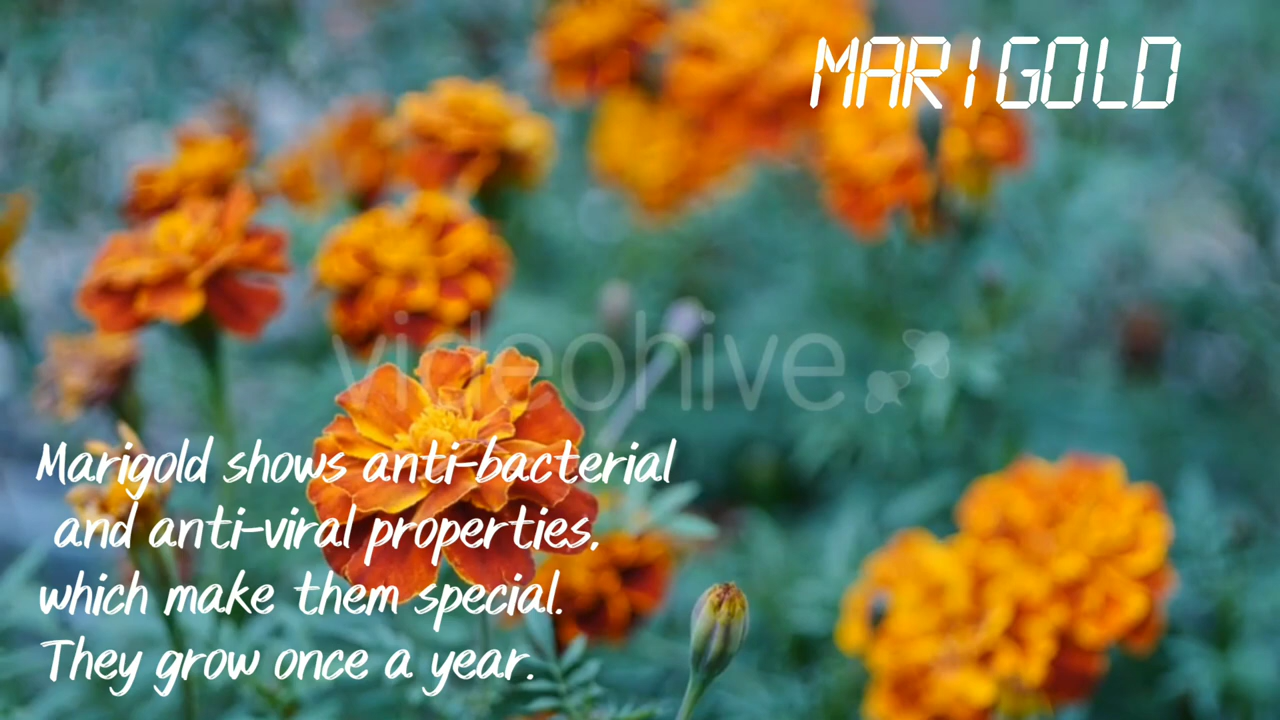 MARIGOLD
videohive
Marigold shows anti-bacterial
and anti-viral properties,
which make them special.
They grow once a year.